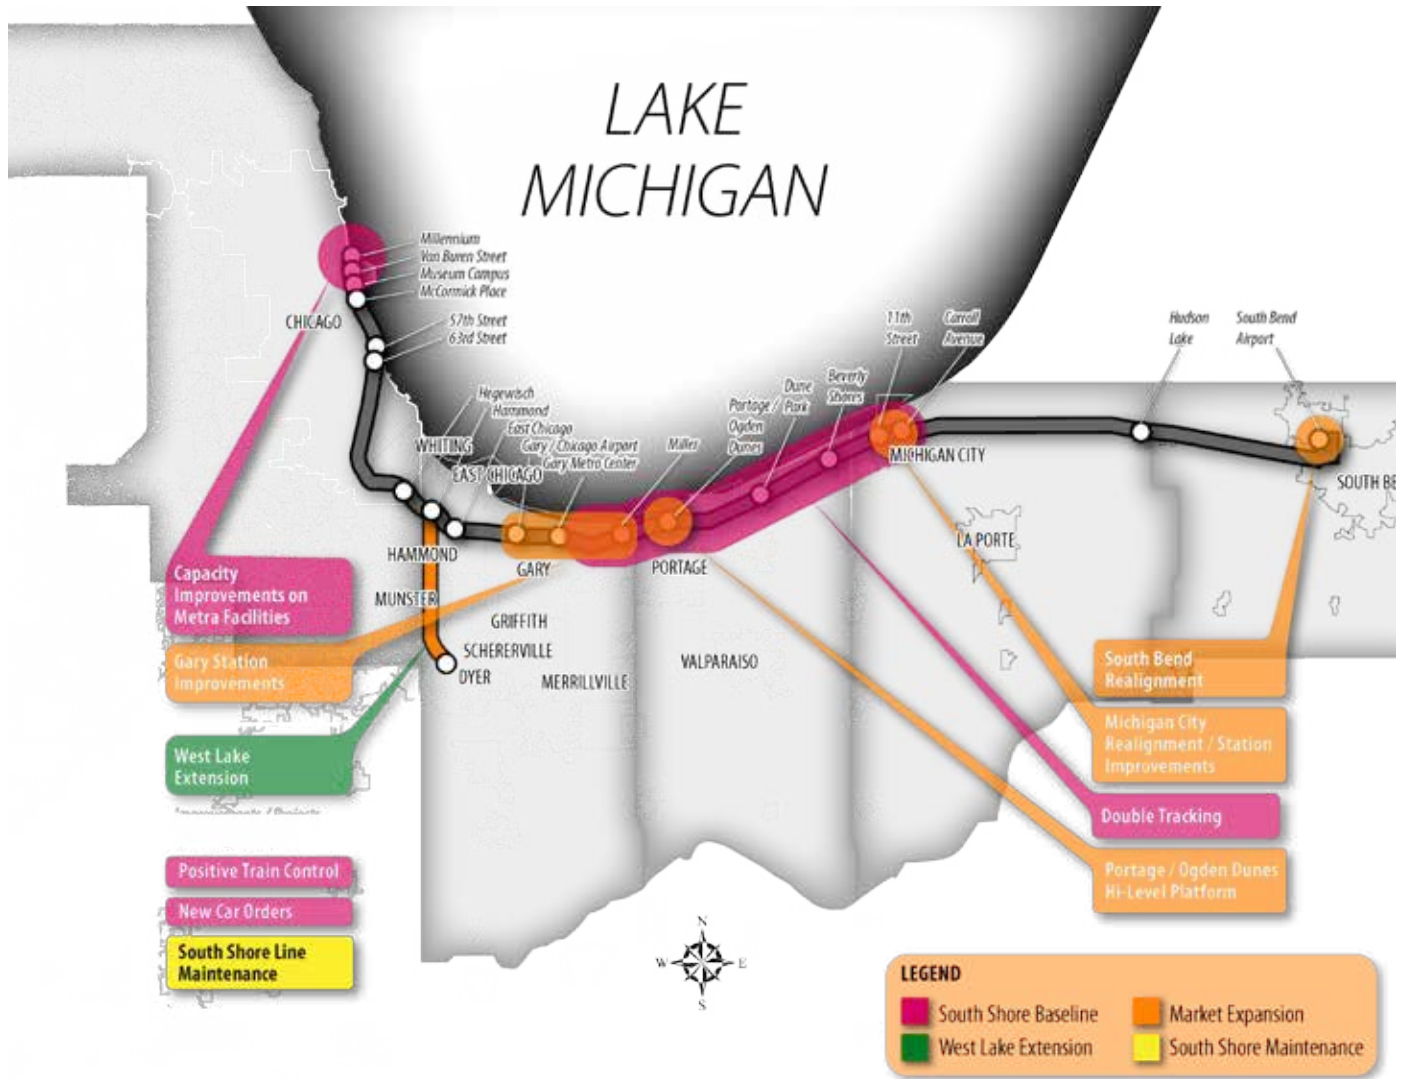 LAKE
MICHIGAN
Millennium
Van Buren Street
Museum Campus
McCormick Place
CHICAGO
57th Street
63rd Street
11th
Street
Carroll
Avenue
Hudson
Lake
South Bend
Airport
Hegewisch
Hammond
East Chicago
Gary / Chicago Airport
Gary Metro Center
WHITING
EAST CHICAGO
Miller
Portage /
Ogden
Dunes
Dune
Park
Beverly
Shores
MICHIGAN CITY
SOUTH BE
LA PORTE
HAMMOND
GARY
PORTAGE
MUNSTER
GRIFFITH
SCHERERVILLE
DYER
MERRILLVILLE
VALPARAISO
Capacity
Improvements on
Metra Facilities
Gary Station
Improvements
West Lake
Extension
Improvements / Projects
Positive Train Control
New Car Orders
South Shore Line
Maintenance
South Bend
Realignment
Michigan City
Realignment / Station
Improvements
Double Tracking
Portage / Ogden Dunes
Hi-Level Platform
N
W E
S
LEGEND
South Shore Baseline
Market Expansion
West Lake Extension
South Shore Maintenance